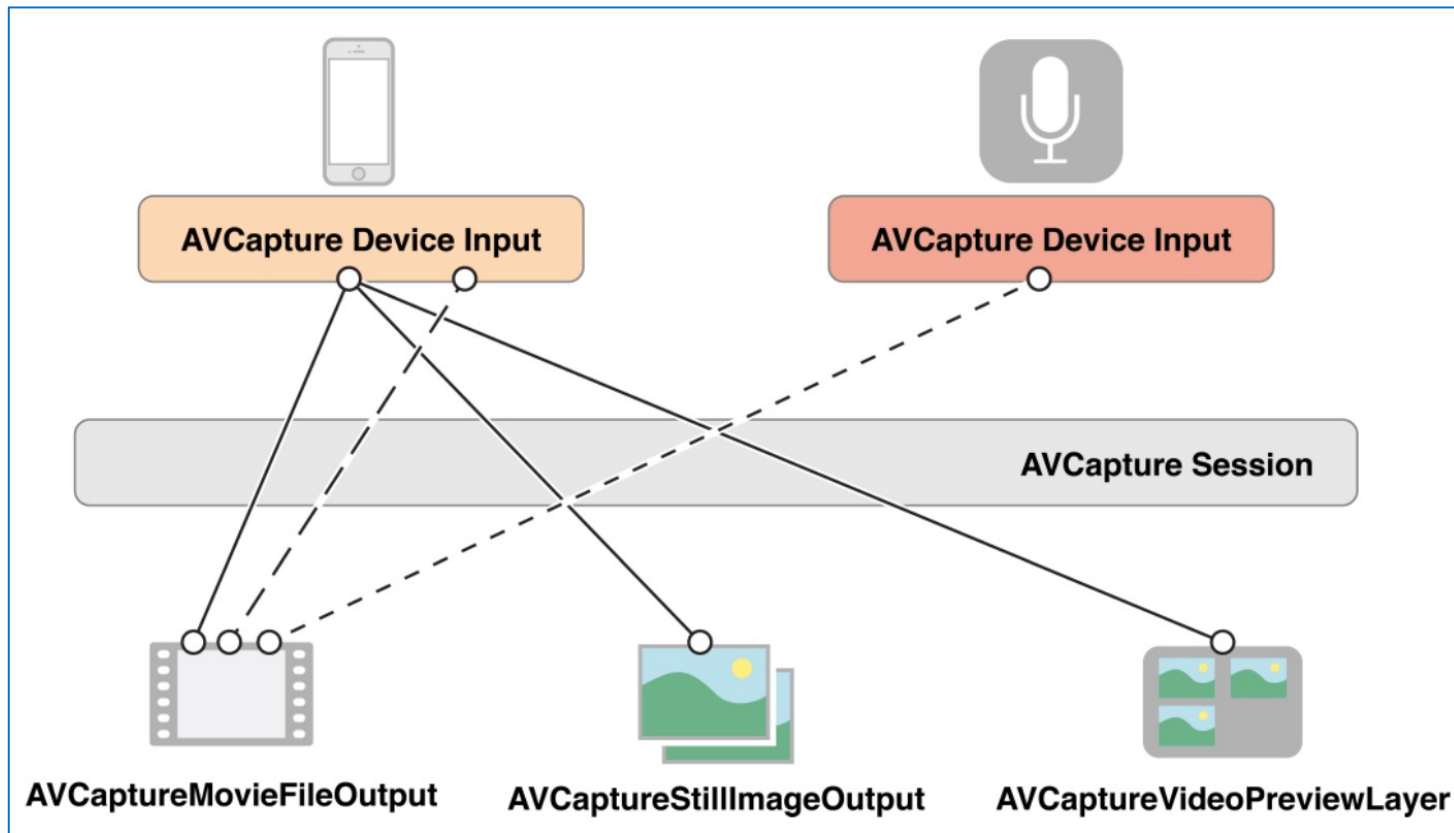 AVCapture Device Input
AVCapture Device Input
AVCapture Session
AVCaptureMovieFileOutput
AVCaptureStillImageOutput
AVCaptureVideoPreviewLayer